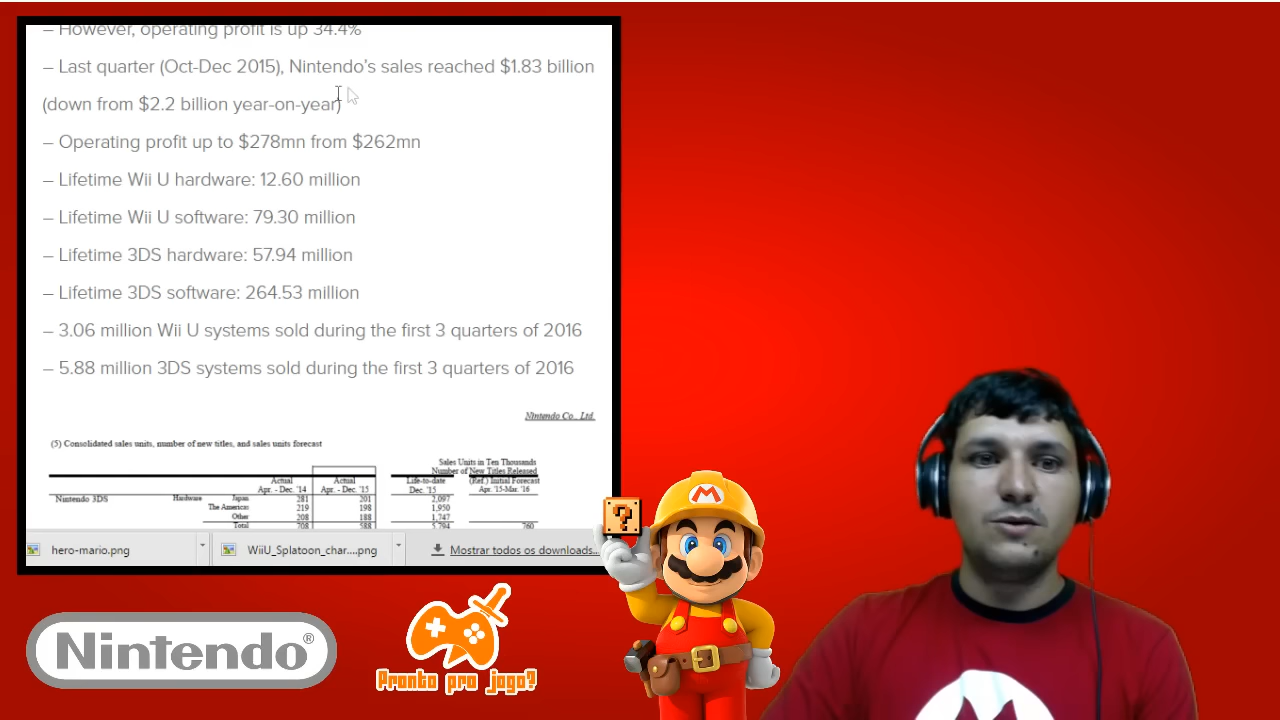 – However, operating profit is up 34.4%
– Last quarter (Oct-Dec 2015), Nintendo's sales reached $1.83 billion
(down from $2.2 billion year-on-year)
– Operating profit up to $278mn from $262mn
– Lifetime Wii U hardware: 12.60 million
– Lifetime Wii U software: 79.30 million
– Lifetime 3DS hardware: 57.94 million
– Lifetime 3DS software: 264.53 million
– 3.06 million Wii U systems sold during the first 3 quarters of 2016
– 5.88 million 3DS systems sold during the first 3 quarters of 2016
Nintendo Co., Ltd.
(5) Consolidated sales units, number of new titles, and sales units forecast
Sales Units in Ten Thousands
Number of New Titles Released
Actual Actual Life-to-date (Ref.) Initial Forecast
Apr. - Dec. '14 Apr. - Dec. '15 Dec. '15 Apr. '15-Mar. '16
Nintendo 3DS Hardware Japan 281 201 2,097
The Americas 219 198 1,950
Other 208 188 1,747
Total 708 588 5,794 760
hero-mario.png WiiU_Splatoon_char....png Mostrar todos os downloads...
M
?
Nintendo®
Pronto pro jogo?